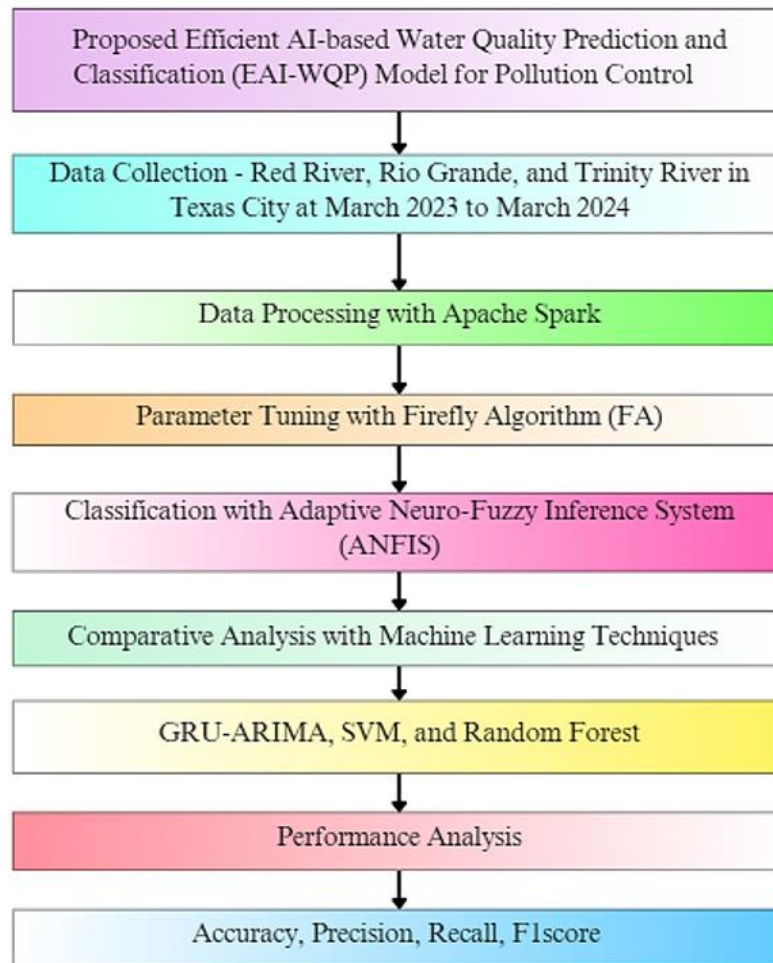 Proposed Efficient AI-based Water Quality Prediction and
Classification (EAI-WQP) Model for Pollution Control
Data Collection - Red River, Rio Grande, and Trinity River in
Texas City at March 2023 to March 2024
Data Processing with Apache Spark
Parameter Tuning with Firefly Algorithm (FA)
Classification with Adaptive Neuro-Fuzzy Inference System
(ANFIS)
Comparative Analysis with Machine Learning Techniques
GRU-ARIMA, SVM, and Random Forest
Performance Analysis
Accuracy, Precision, Recall, F1score